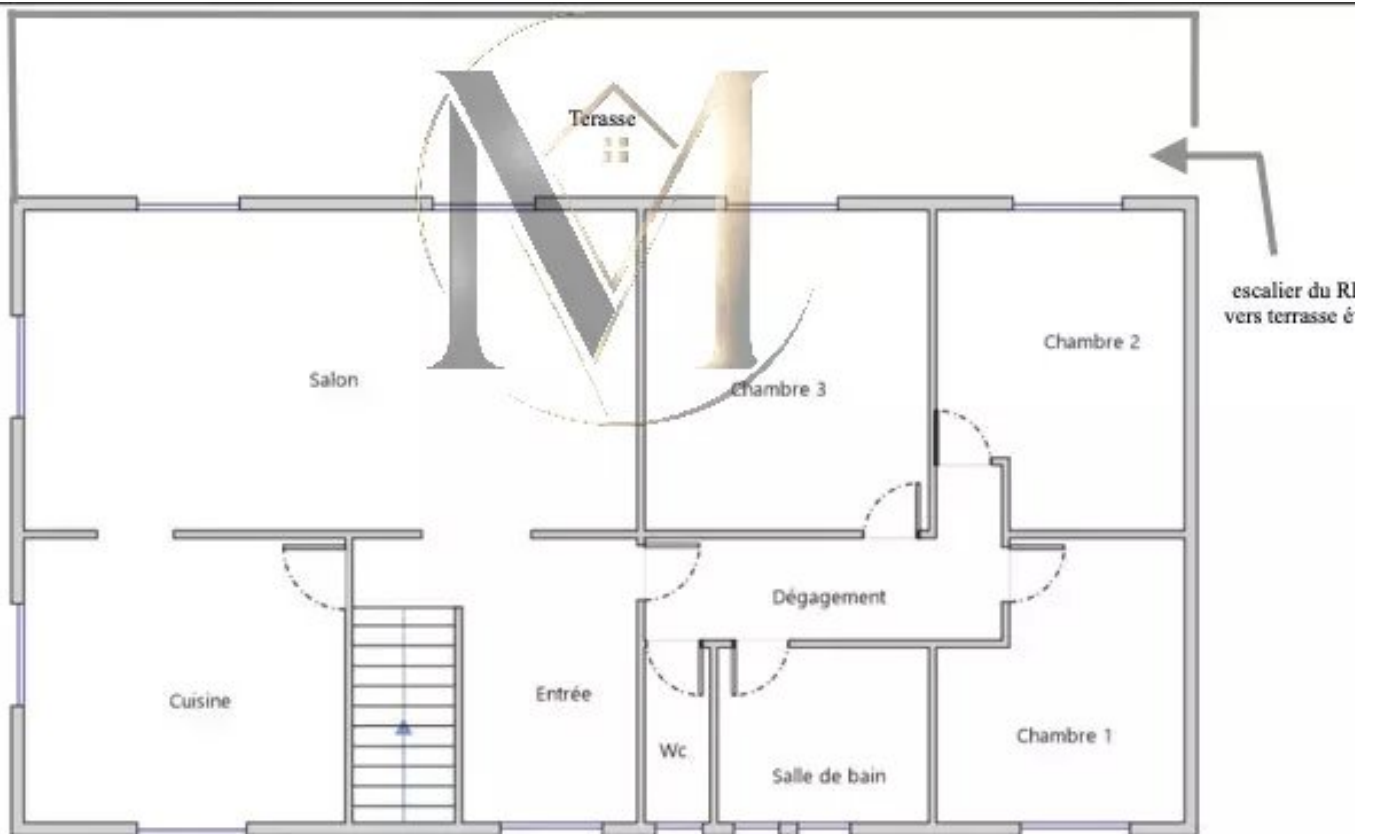 Terasse
escalier du
vers terrasse
Chambre 2
Salon
Chambre 3
Dégagement
Entrée
Cuisine
Chambre 1
Wc
Salle de bain
M